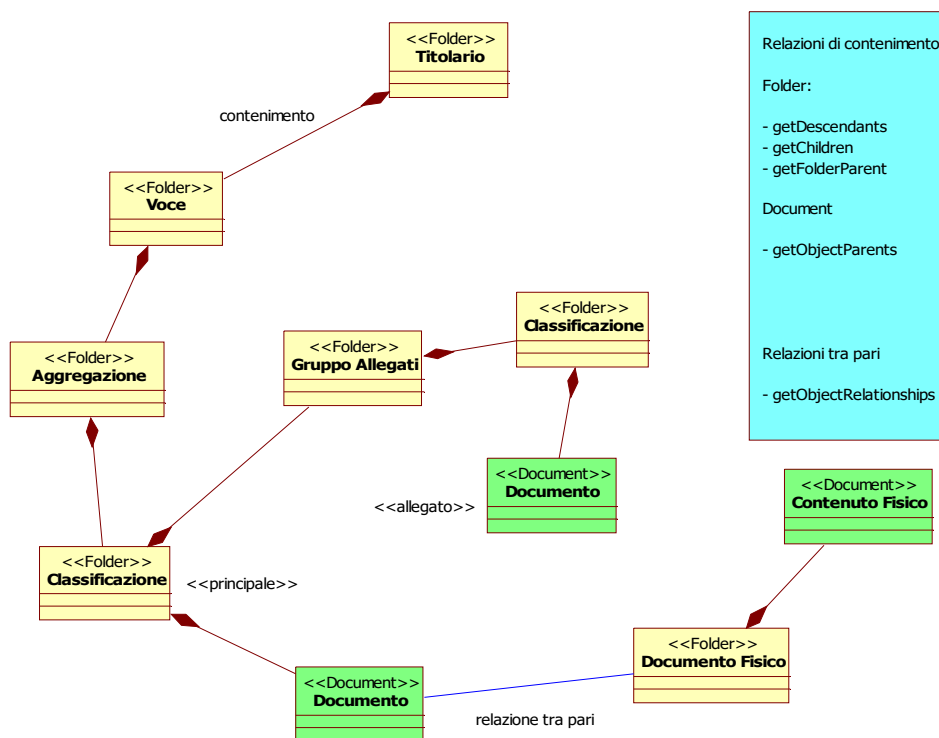 <<Folder>>
Titolario
contenimento
<<Folder>>
Voce
<<Folder>>
Aggregazione
<<Folder>>
Gruppo Allegati
<<Folder>>
Classificazione
<<Document>>
Documento
<<allegato>>
<<Folder>>
Classificazione
<<principale>>
<<Document>>
Documento
relazione tra pari
<<Folder>>
Documento Fisico
<<Document>>
Contenuto Fisico
Relazioni di contenimento
Folder:
- getDescendants
- getChildren
- getFolderParent
Document
- getObjectParents
Relazioni tra pari
- getObjectRelationships